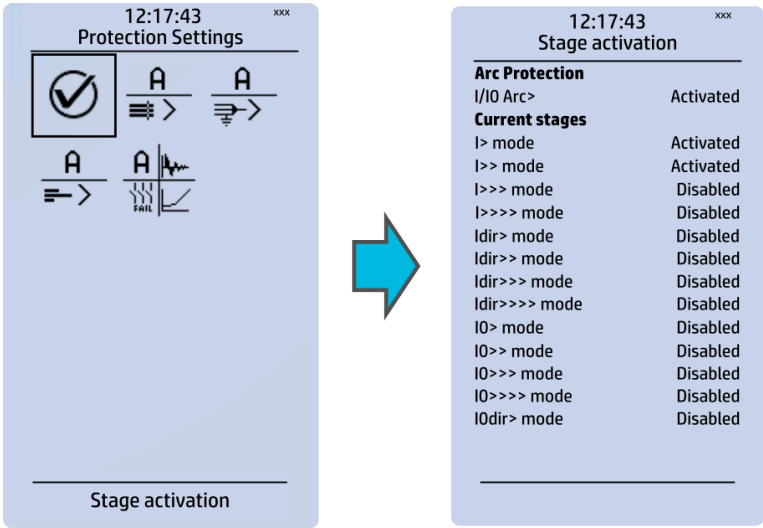 12:17:43 xxx
Protection Settings
A A
A A
FAIL
Stage activation
12:17:43 xxx
Stage activation
Arc Protection
I/I0 Arc> Activated
Current stages
I> mode Activated
I>> mode Activated
I>>> mode Disabled
I>>>> mode Disabled
Idir> mode Disabled
Idir>> mode Disabled
Idir>>> mode Disabled
Idir>>>> mode Disabled
I0> mode Disabled
I0>> mode Disabled
I0>>> mode Disabled
I0>>>> mode Disabled
I0dir> mode Disabled